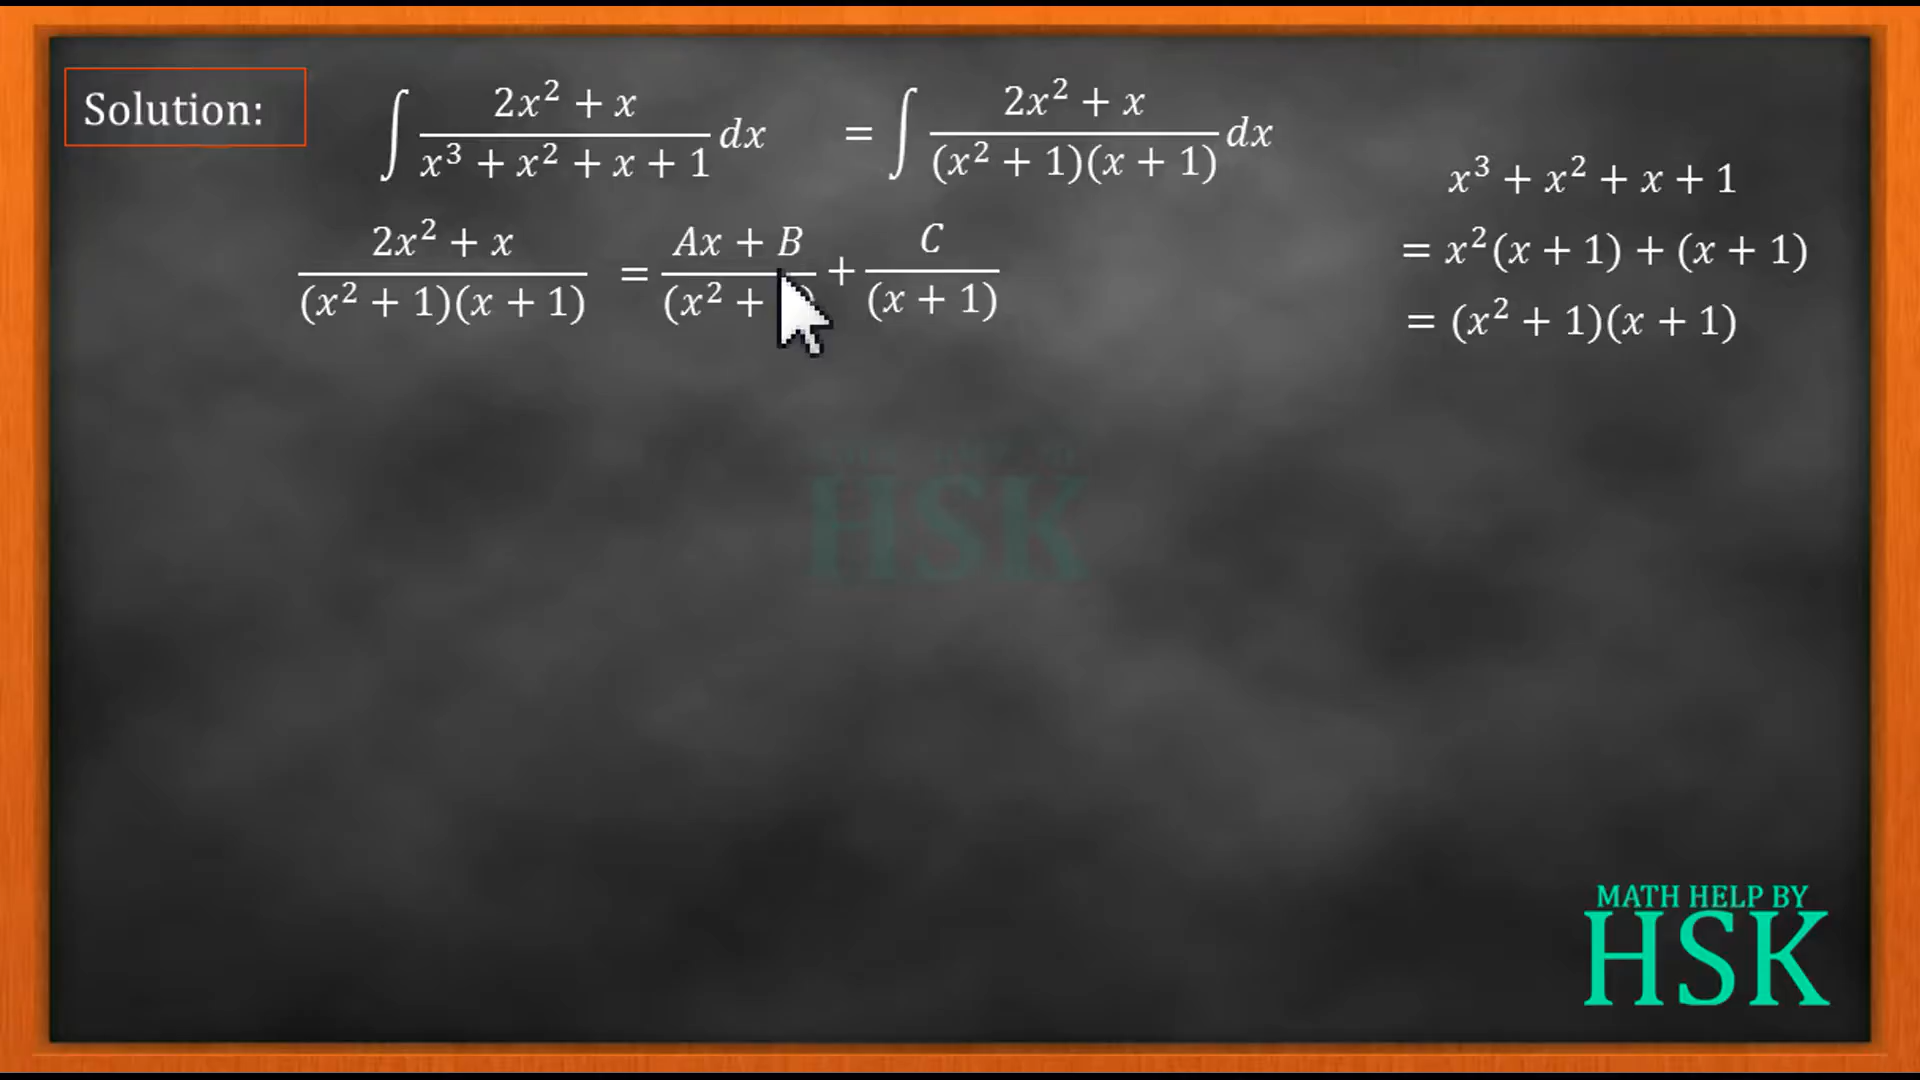 Solution:
∫ (2x² + x)/(x³ + x² + x + 1) dx = ∫ (2x² + x)/((x² + 1)(x + 1)) dx
(2x² + x)/((x² + 1)(x + 1)) = (Ax + B)/(x² + ) + C/(x + 1)
x³ + x² + x + 1
= x²(x + 1) + (x + 1)
= (x² + 1)(x + 1)
HSK
MATH HELP BY
HSK